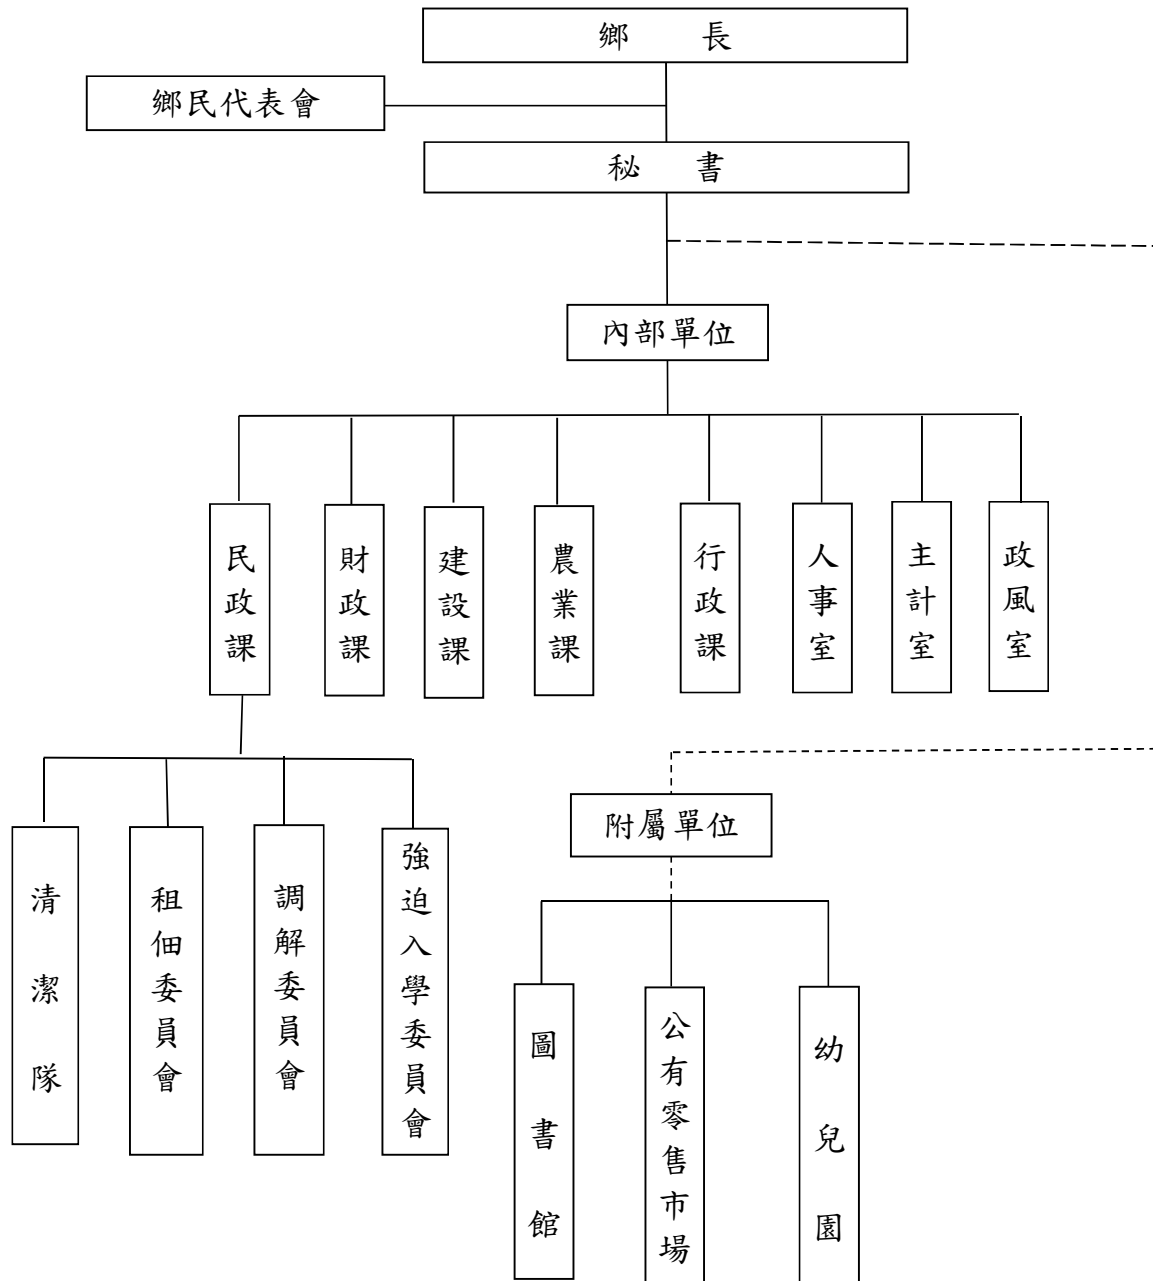 鄉長
鄉民代表會
秘書
內部單位
民政課
財政課
建設課
農業課
行政課
人事室
主計室
政風室
附屬單位
清潔隊
租佃委員會
調解委員會
強迫入學委員會
圖書館
公有零售市場
幼兒園